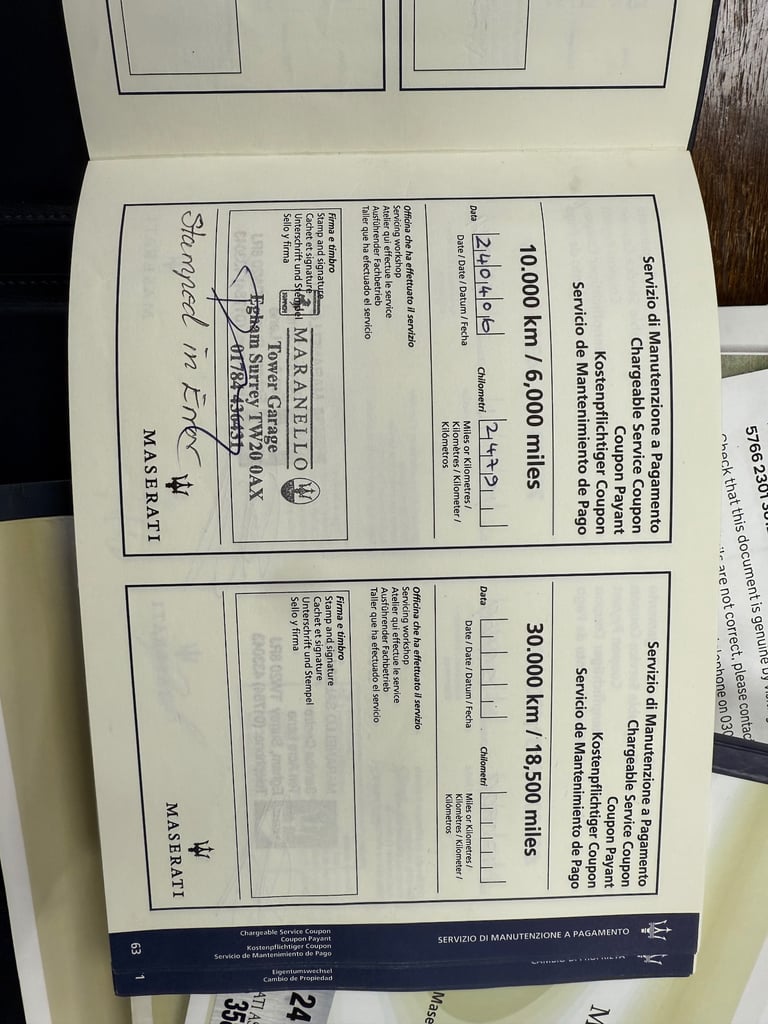 Servizio di Manutenzione a Pagamento
Chargeable Service Coupon
Coupon Payant
Kostenpflichtiger Coupon
Servicio de Mantenimiento de Pago
10.000 km / 6,000 miles
Data
240406
Date / Date / Datum / Fecha
Chilometri
2479
Miles or Kilometres /
Kilomètres / Kilometer /
Kilómetros
Officina che ha effettuato il servizio
Servicing workshop
Atelier qui effectue le service
Ausführender Fachbetrieb
Taller que ha efectuado el servicio
Firma e timbro
Stamp and signature
Cachet et signature
Unterschrift und Stempel
Sello y firma
MARANELLO
Tower Garage
Egham Surrey TW20 0AX
01784 436431
Stamped in Error
MASERATI
Servizio di Manutenzione a Pagamento
Chargeable Service Coupon
Coupon Payant
Kostenpflichtiger Coupon
Servicio de Mantenimiento de Pago
30.000 km / 18,500 miles
Data
Date / Date / Datum / Fecha
Chilometri
Miles or Kilometres /
Kilomètres / Kilometer /
Kilómetros
Officina che ha effettuato il servizio
Servicing workshop
Atelier qui effectue le service
Ausführender Fachbetrieb
Taller que ha efectuado el servicio
Firma e timbro
Stamp and signature
Cachet et signature
Unterschrift und Stempel
Sello y firma
MASERATI
SERVIZIO DI MANUTENZIONE A PAGAMENTO
Chargeable Service Coupon
Coupon Payant
Kostenpflichtiger Coupon
Servicio de Mantenimiento de Pago
63
Eigentumswechsel
Cambio de Propiedad
1
5766 2301
Check that this document is genuine by
are not correct, please contac
phone on 030
Mase
24
35